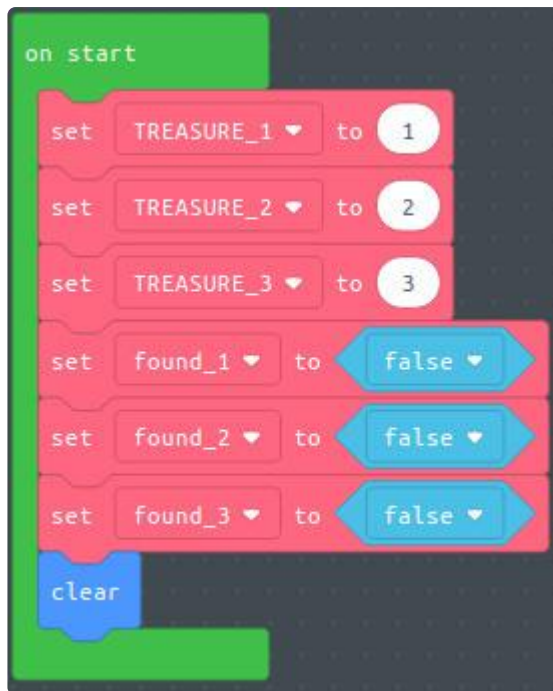 on start
set TREASURE_1 to 1
set TREASURE_2 to 2
set TREASURE_3 to 3
set found_1 to false
set found_2 to false
set found_3 to false
clear